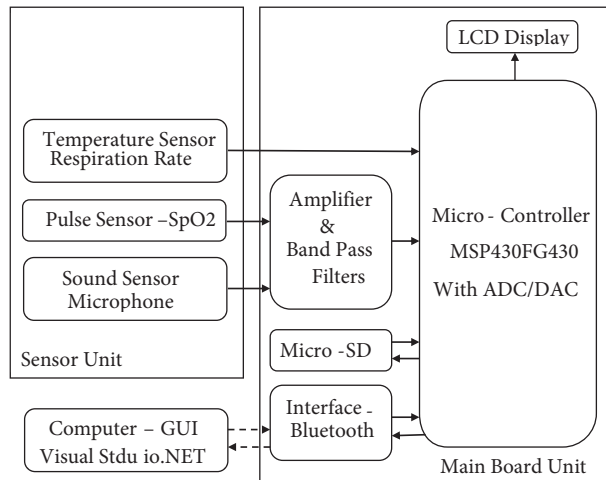 LCD Display
Temperature Sensor
Respiration Rate
Pulse Sensor –SpO2
Sound Sensor
Microphone
Sensor Unit
Amplifier
&
Band Pass
Filters
Micro - Controller
MSP430FG430
With ADC/DAC
Micro -SD
Interface -
Bluetooth
Computer – GUI
Visual Stdu io.NET
Main Board Unit